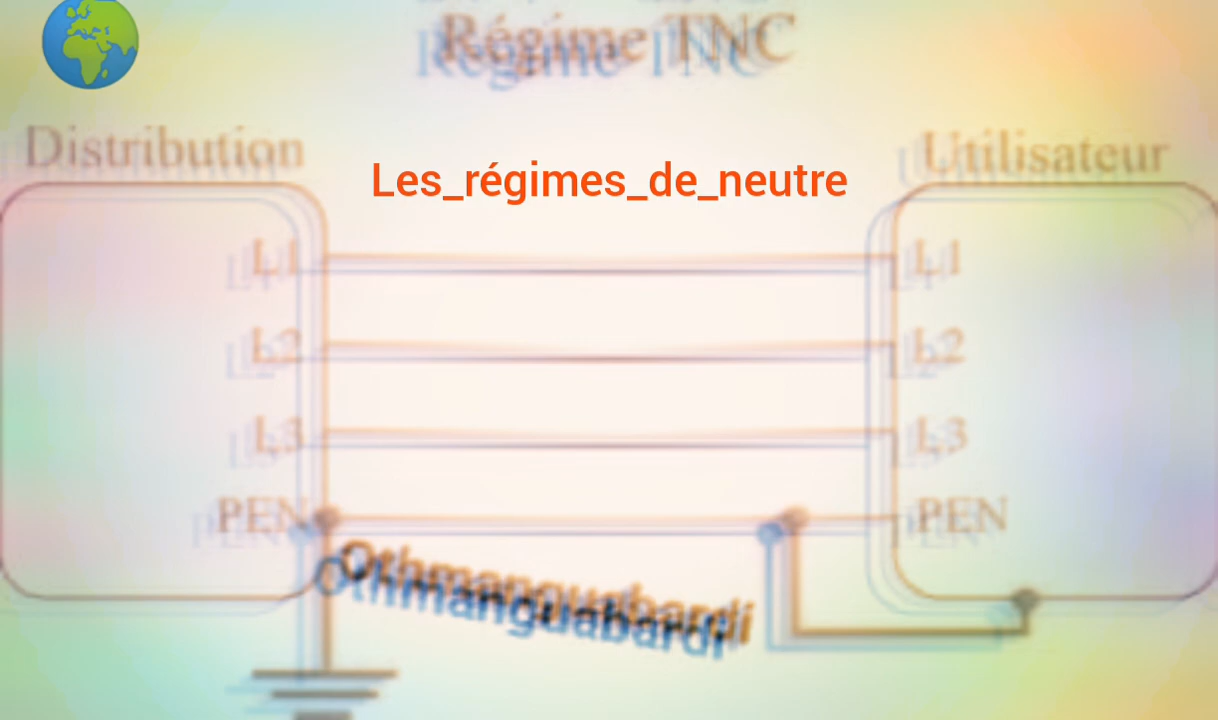 Régime TNC
Distribution
Utilisateur
Les_régimes_de_neutre
L1
L1
L2
L2
L3
L3
PEN
PEN
Othmanguabardi